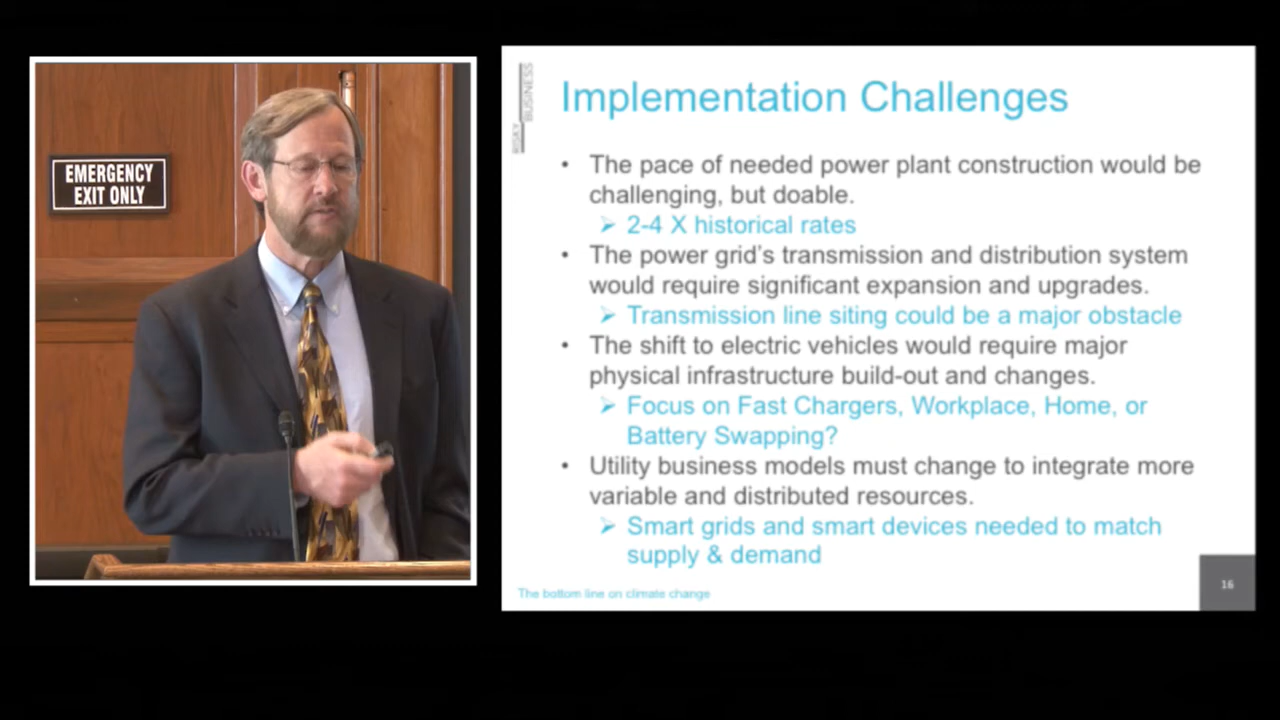 EMERGENCY
EXIT ONLY
RISKY
BUSINESS
Implementation Challenges
• The pace of needed power plant construction would be
challenging, but doable.
➢ 2-4 X historical rates
• The power grid's transmission and distribution system
would require significant expansion and upgrades.
➢ Transmission line siting could be a major obstacle
• The shift to electric vehicles would require major
physical infrastructure build-out and changes.
➢ Focus on Fast Chargers, Workplace, Home, or
Battery Swapping?
• Utility business models must change to integrate more
variable and distributed resources.
➢ Smart grids and smart devices needed to match
supply & demand
The bottom line on climate change
16